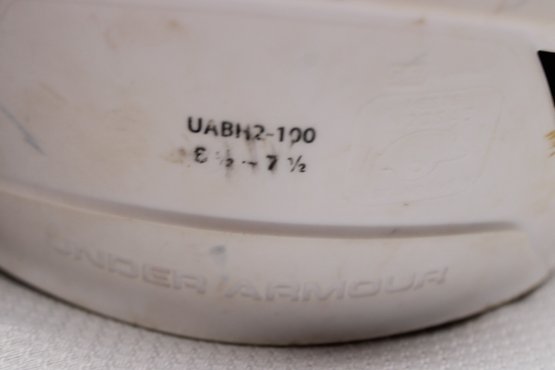 UABH2-100
6 ½ - 7 ½
UNDER ARMOUR